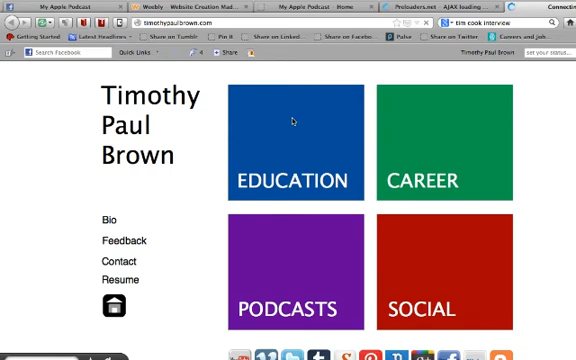 My Apple Podcast
Weebly - Website Creation Mad...
My Apple Podcast - Home
Preloaders.net - AJAX loading ...
Connectin
timothypaulbrown.com
tim cook interview
Getting Started
Latest Headlines
Share on Tumblr
Pin It
Share on Linked...
Share on Facebo...
Pulse
Share on Twitter
Careers and Job...
Search Facebook
Quick Links
4
Share
Timothy Paul Brown
set your status...
Timothy
Paul
Brown
EDUCATION
CAREER
Bio
Feedback
Contact
Resume
PODCASTS
SOCIAL